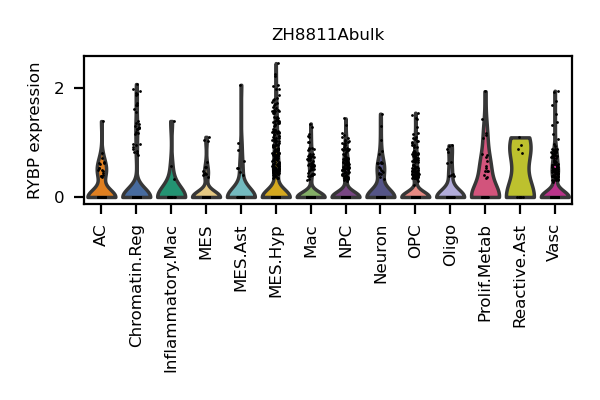 ZH8811Abulk
RYBP expression
2
0
AC
Chromatin.Reg
Inflammatory.Mac
MES
MES.Ast
MES.Hyp
Mac
NPC
Neuron
OPC
Oligo
Prolif.Metab
Reactive.Ast
Vasc